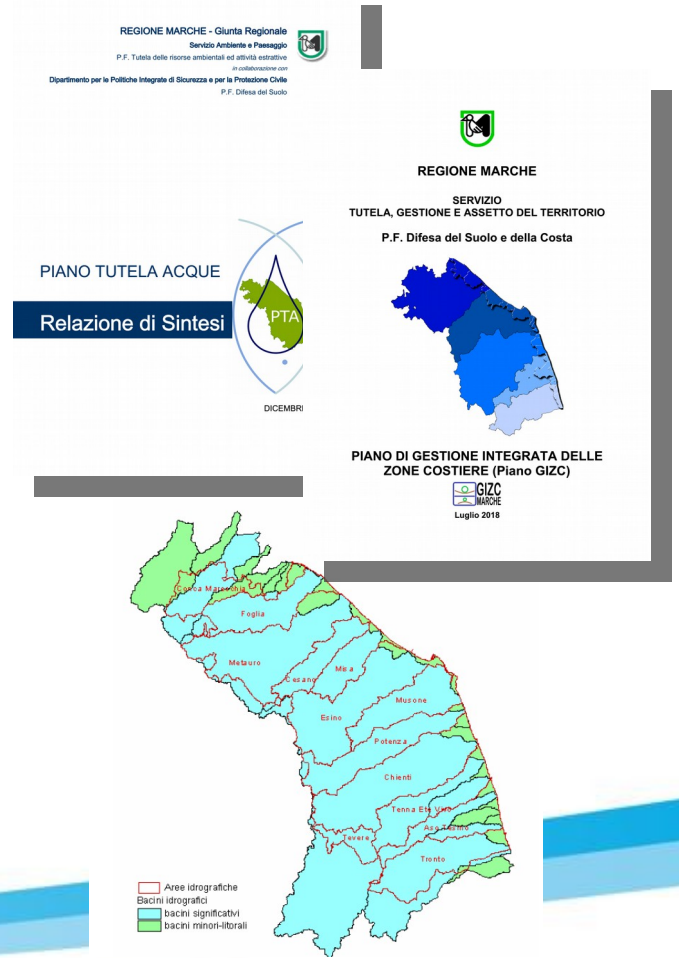 REGIONE MARCHE - Giunta Regionale
Servizio Ambiente e Paesaggio
P.F. Tutela delle risorse ambientali ed attività estrattive
in collaborazione con
Dipartimento per le Politiche Integrate di Sicurezza e per la Protezione Civile
P.F. Difesa del Suolo
PIANO TUTELA ACQUE
Relazione di Sintesi
PTA
DICEMBR
REGIONE MARCHE
SERVIZIO
TUTELA, GESTIONE E ASSETTO DEL TERRITORIO
P.F. Difesa del Suolo e della Costa
PIANO DI GESTIONE INTEGRATA DELLE
ZONE COSTIERE (Piano GIZC)
GIZC
MARCHE
Luglio 2018
Conca Marecchia
Foglia
Metauro
Cesano
Misa
Esino
Musone
Potenza
Chienti
Tenna Ete Vivo
Aso Tesino
Tevere
Tronto
Aree idrografiche
Bacini idrografici
bacini significativi
bacini minori-litorali